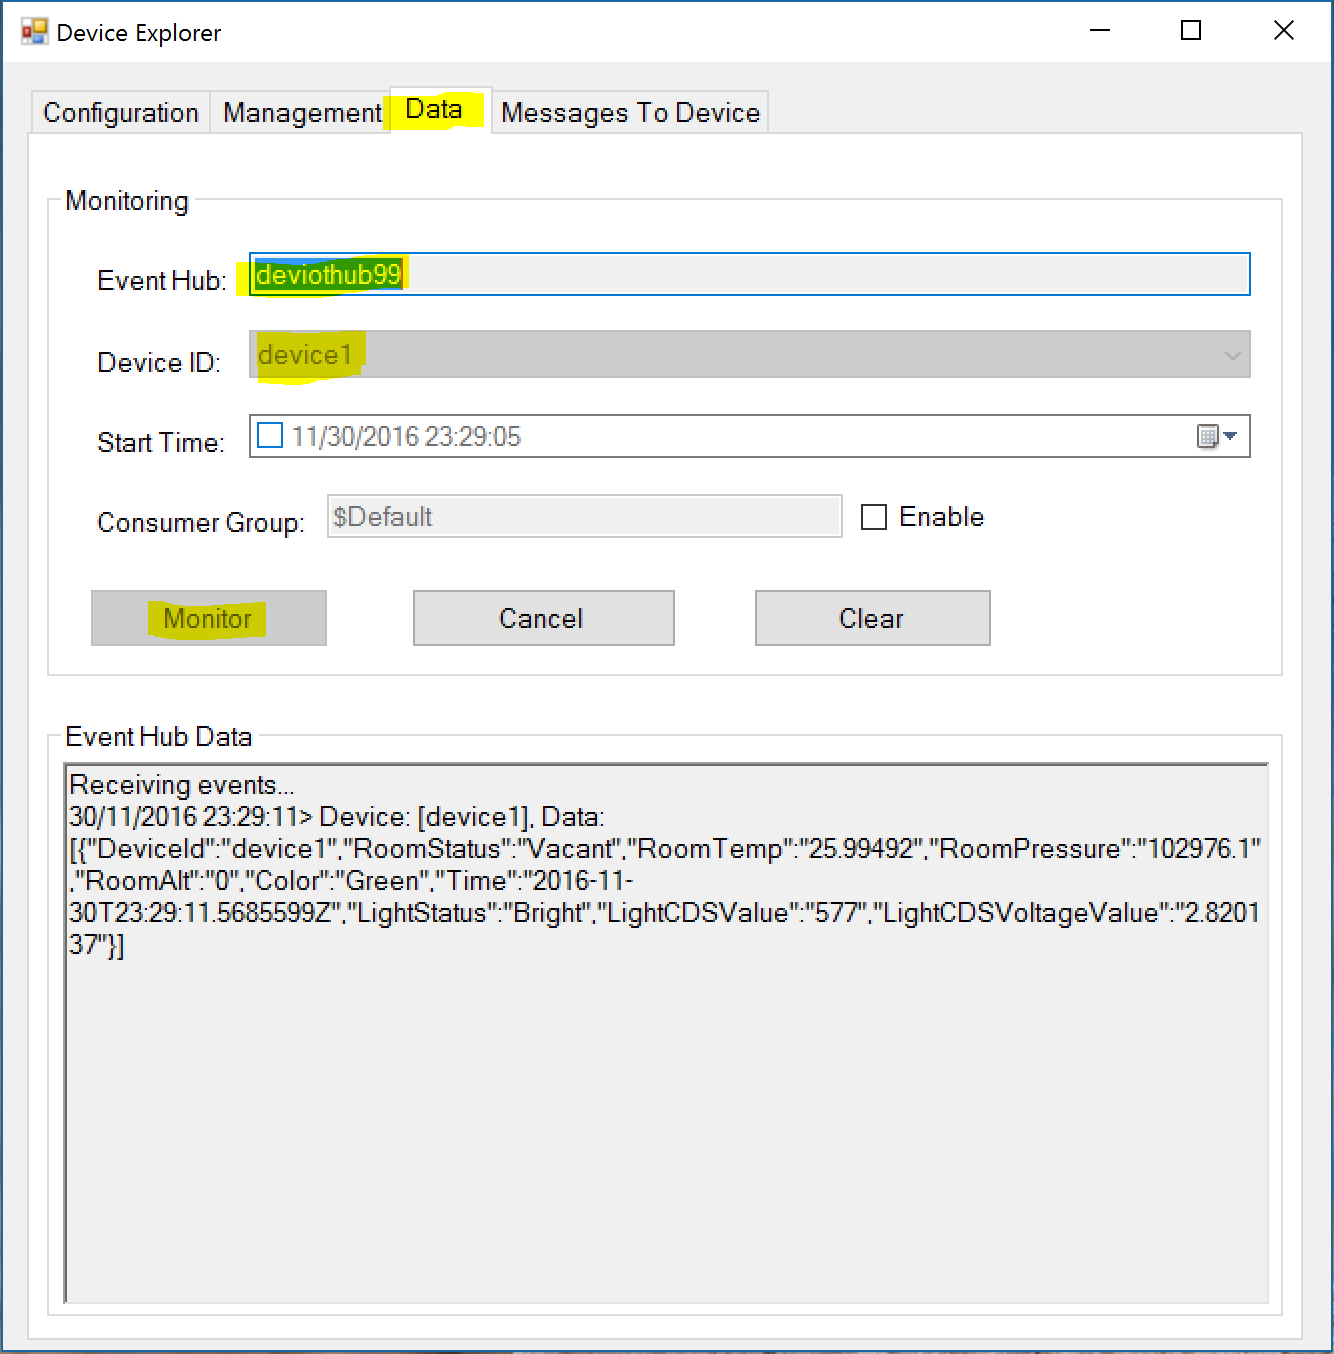 Device Explorer
Configuration Management Data Messages To Device
Monitoring
Event Hub: deviothub99
Device ID: device1
Start Time: 11/30/2016 23:29:05
Consumer Group: $Default Enable
Monitor Cancel Clear
Event Hub Data
Receiving events...
30/11/2016 23:29:11> Device: [device1], Data:
[{"DeviceId":"device1","RoomStatus":"Vacant","RoomTemp":"25.99492","RoomPressure":"102976.1"
,"RoomAlt":"0","Color":"Green","Time":"2016-11-
30T23:29:11.5685599Z","LightStatus":"Bright","LightCDSValue":"577","LightCDSVoltageValue":"2.8201
37"}]